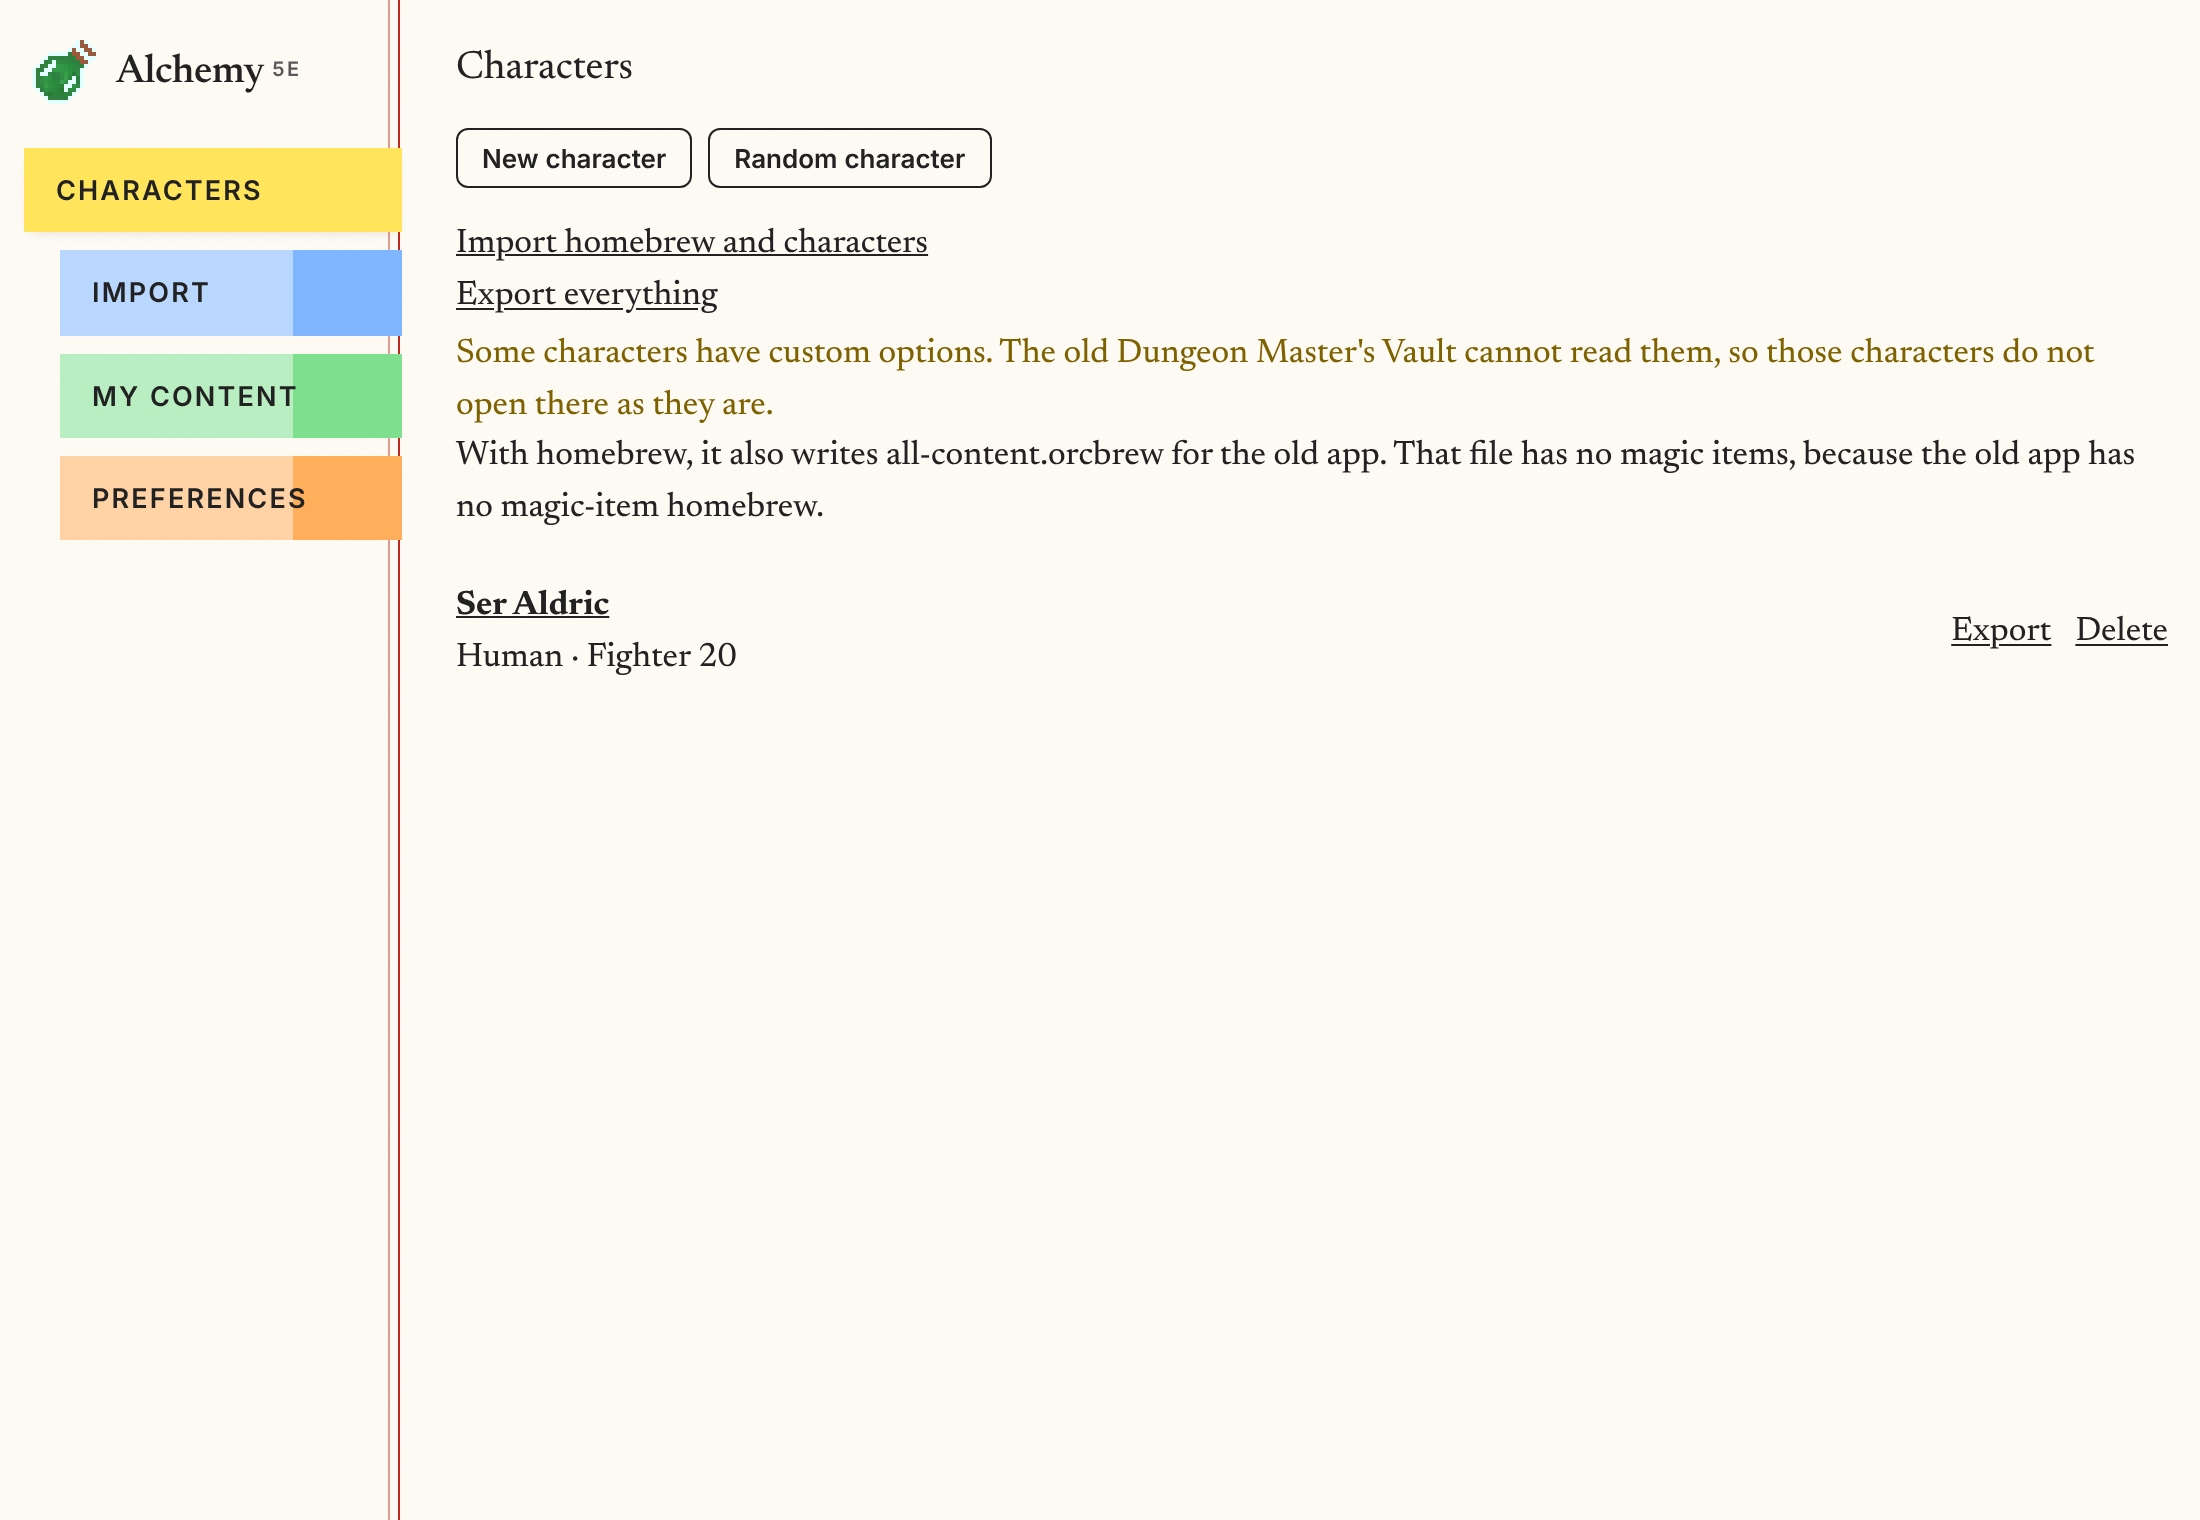 Alchemy 5E
CHARACTERS
IMPORT
MY CONTENT
PREFERENCES
Characters
New character
Random character
Import homebrew and characters
Export everything
Some characters have custom options. The old Dungeon Master's Vault cannot read them, so those characters do not
open there as they are.
With homebrew, it also writes all-content.orcbrew for the old app. That file has no magic items, because the old app has
no magic-item homebrew.
Ser Aldric
Human · Fighter 20
Export Delete